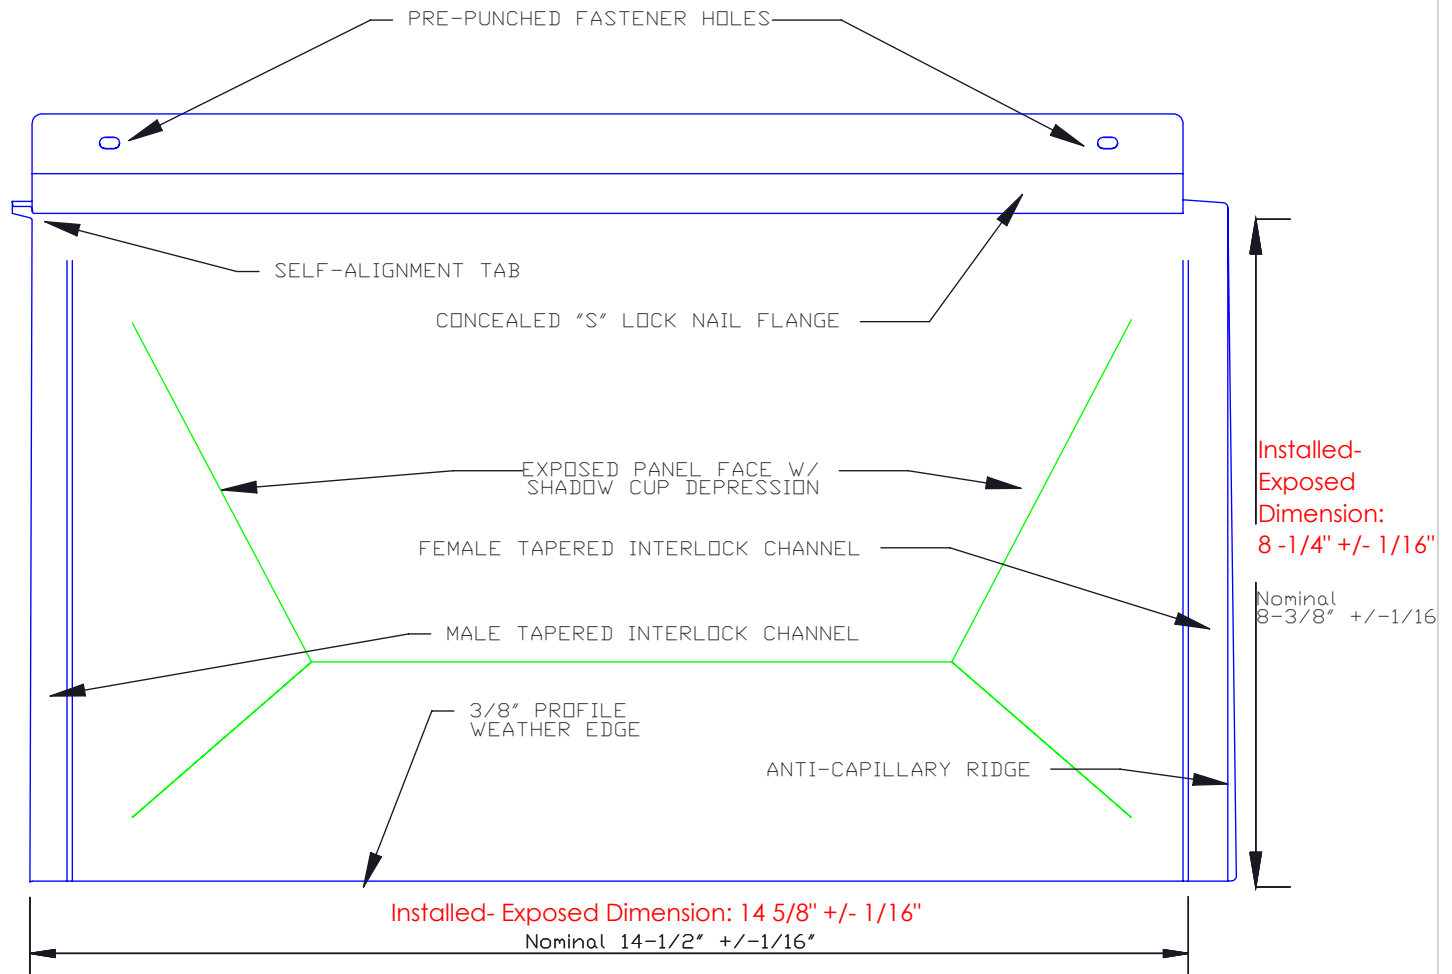 PRE-PUNCHED FASTENER HOLES
SELF-ALIGNMENT TAB
CONCEALED "S" LOCK NAIL FLANGE
EXPOSED PANEL FACE W/
SHADOW CUP DEPRESSION
FEMALE TAPERED INTERLOCK CHANNEL
MALE TAPERED INTERLOCK CHANNEL
3/8" PROFILE
WEATHER EDGE
ANTI-CAPILLARY RIDGE
Installed-
Exposed
Dimension:
8 -1/4" +/- 1/16"
Nominal
8-3/8" +/-1/16
Installed- Exposed Dimension: 14 5/8" +/- 1/16"
Nominal 14-1/2" +/-1/16"